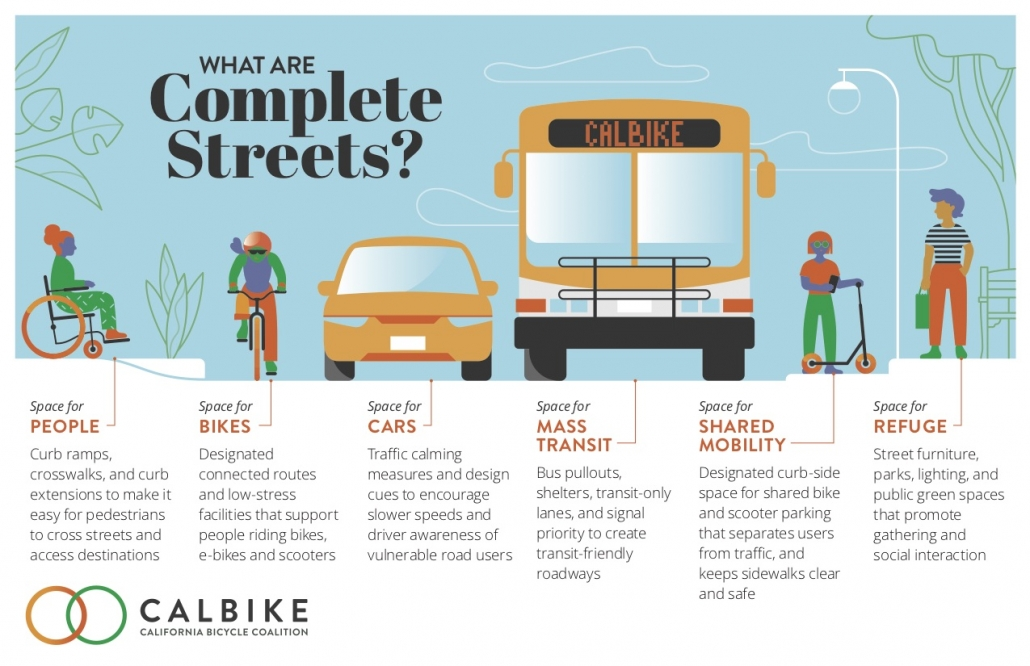 WHAT ARE
Complete
Streets?
CALBIKE
Space for
PEOPLE
Curb ramps,
crosswalks, and curb
extensions to make it
easy for pedestrians
to cross streets and
access destinations
Space for
BIKES
Designated
connected routes
and low-stress
facilities that support
people riding bikes,
e-bikes and scooters
Space for
CARS
Traffic calming
measures and design
cues to encourage
slower speeds and
driver awareness of
vulnerable road users
Space for
MASS
TRANSIT
Bus pullouts,
shelters, transit-only
lanes, and signal
priority to create
transit-friendly
roadways
Space for
SHARED
MOBILITY
Designated curb-side
space for shared bike
and scooter parking
that separates users
from traffic, and
keeps sidewalks clear
and safe
Space for
REFUGE
Street furniture,
parks, lighting, and
public green spaces
that promote
gathering and
social interaction
CALBIKE
CALIFORNIA BICYCLE COALITION